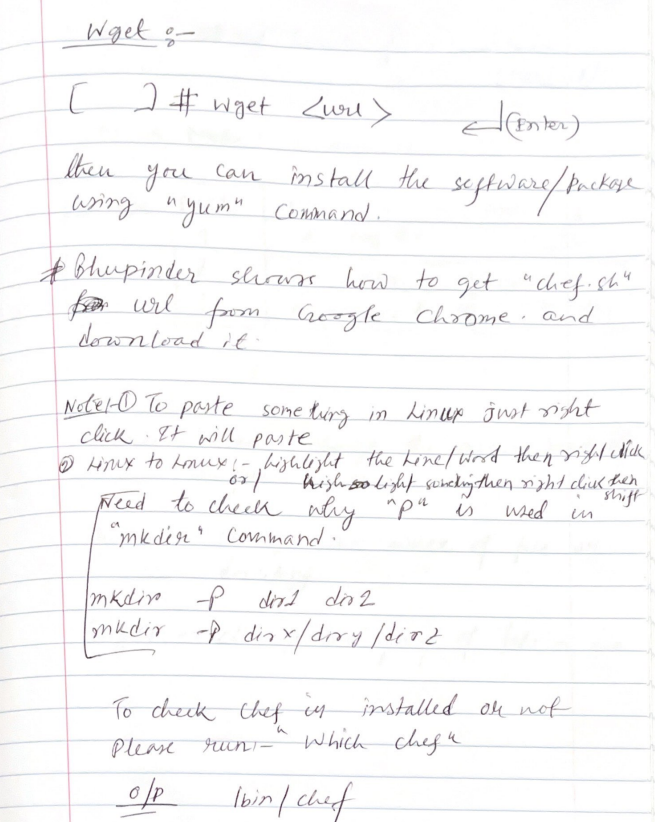 Wget :-
[ ] # wget <url> ↵ (Enter)
then you can install the software/package
using "yum" command.
* Bhupinder shows how to get "chef.sh"
url from Google Chrome. and
download it.
Note:- ① To paste something in Linux just right
click. It will paste
② Linux to Linux :- highlight the line/word then right click
or/ highlight something then right click then
shift
Need to check why "p" is used in
"mkdir" command.
mkdir -p dir1 dir2
mkdir -p dirx/diry/dirz
To check chef is installed or not
Please run :- "which chef"
O/P /bin/chef